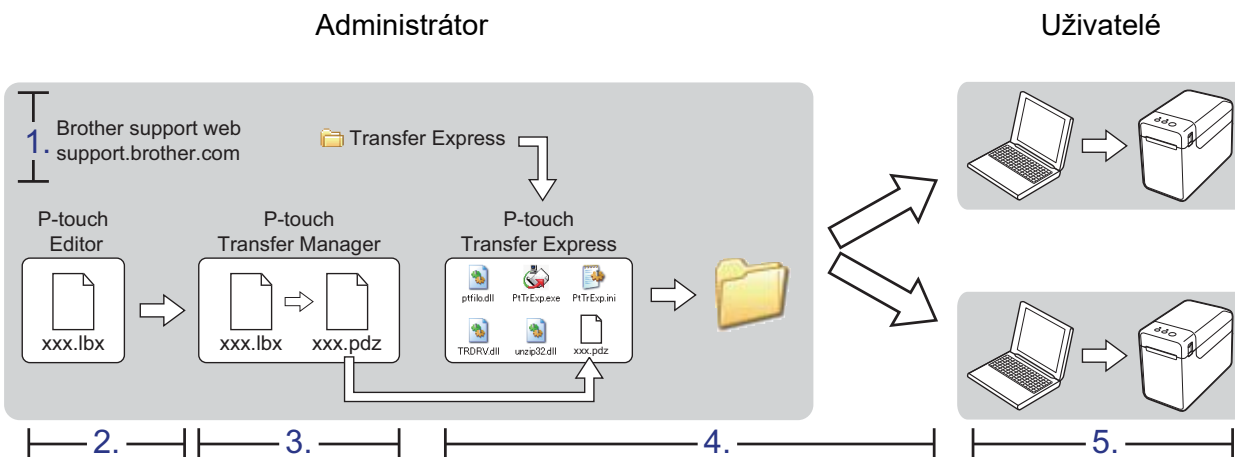 Administrátor
Uživatelé
1.
Brother support web
support.brother.com
Transfer Express
P-touch
Editor
xxx.lbx
P-touch
Transfer Manager
xxx.lbx
xxx.pdz
P-touch
Transfer Express
ptfilo.dll
PtTrExp.exe
PtTrExp.ini
TRDRV.dll
unzip32.dll
xxx.pdz
2.
3.
4.
5.